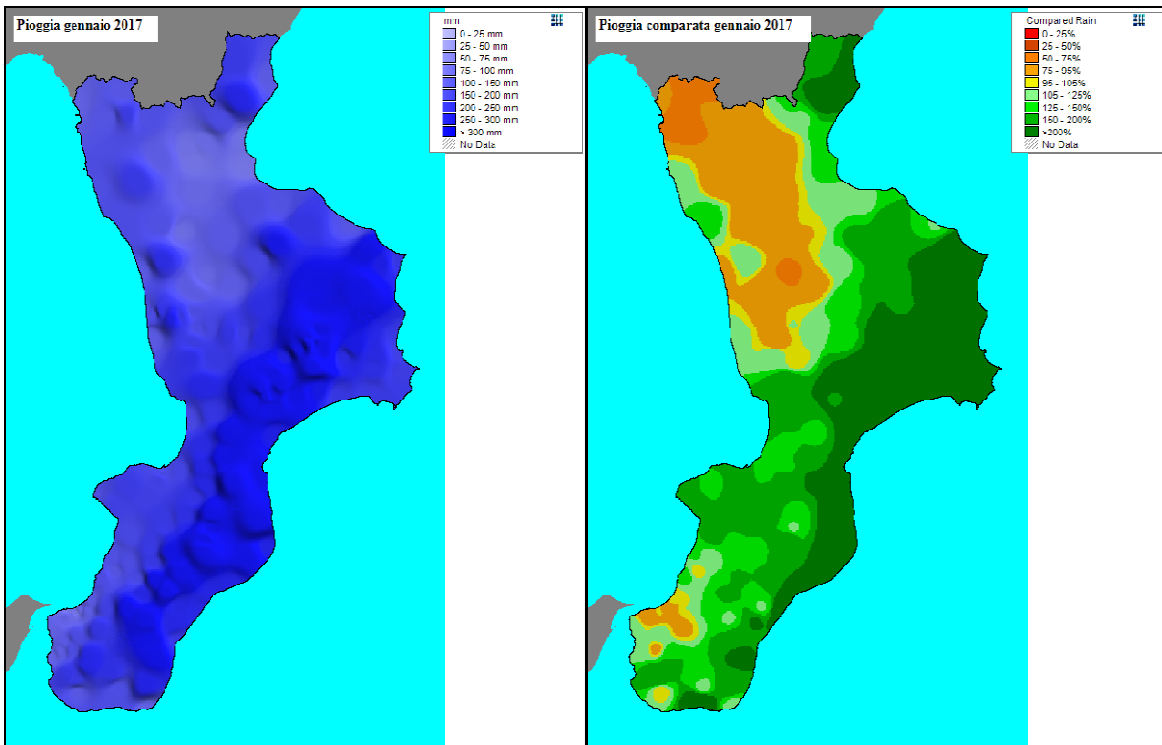 Pioggia gennaio 2017
mm
0 - 25 mm
25 - 50 mm
50 - 75 mm
75 - 100 mm
100 - 150 mm
150 - 200 mm
200 - 250 mm
250 - 300 mm
> 300 mm
No Data
Pioggia comparata gennaio 2017
Compared Rain
0 - 25%
25 - 50%
50 - 75%
75 - 95%
95 - 105%
105 - 125%
125 - 150%
150 - 200%
>200%
No Data